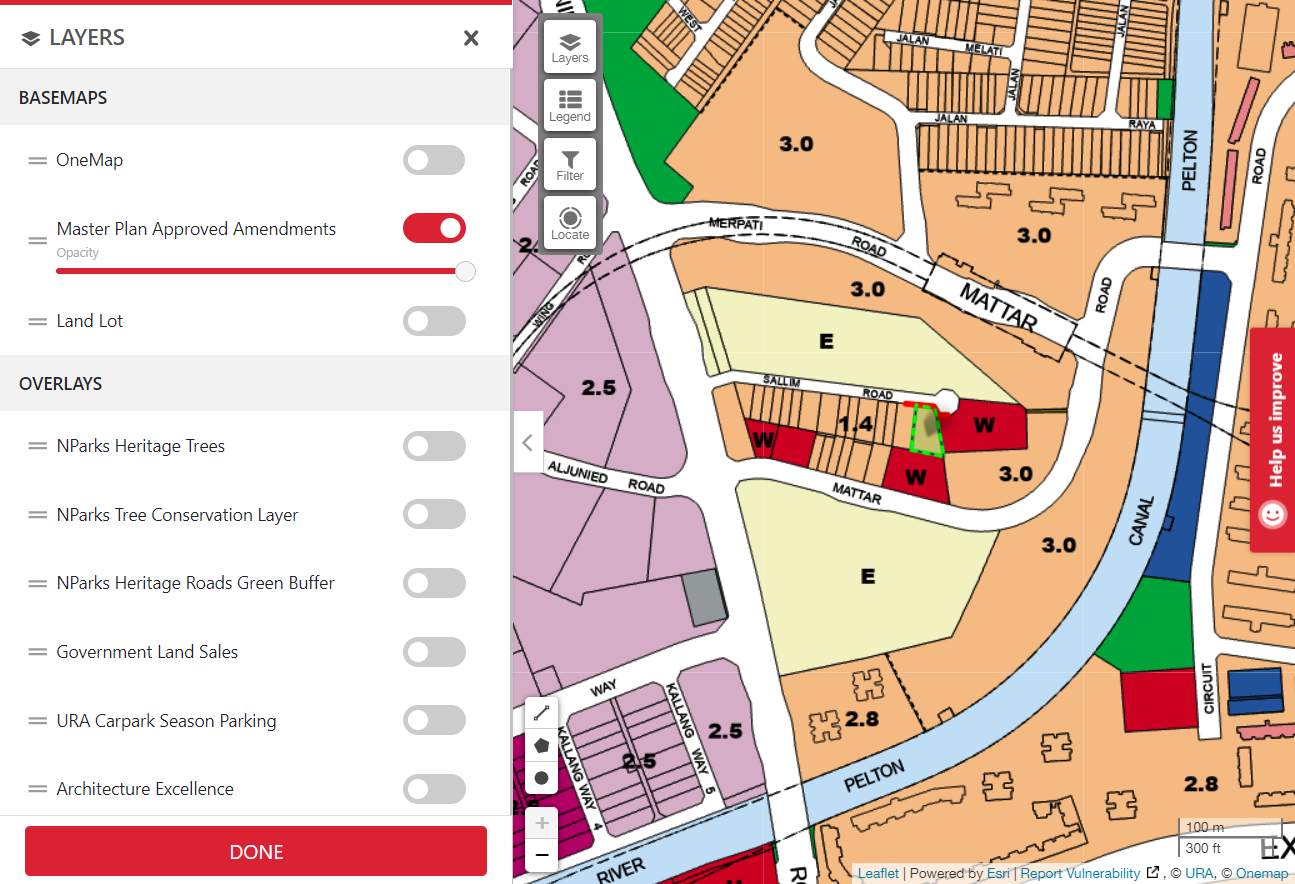 LAYERS
BASEMAPS
OneMap
Master Plan Approved Amendments
Opacity
Land Lot
OVERLAYS
NParks Heritage Trees
NParks Tree Conservation Layer
NParks Heritage Roads Green Buffer
Government Land Sales
URA Carpark Season Parking
Architecture Excellence
DONE
Layers
Legend
Filter
Locate
WEST
JALAN
MELATI
JALAN
JALAN
JALAN
RAYA
PELTON
ROAD
3.0
ROAD
MERPATI
ROAD
3.0
3.0
MATTAR
ROAD
WING
E
2.5
SALLIM
ROAD
1.4
W
W
W
3.0
ALJUNIED
ROAD
MATTAR
CANAL
3.0
E
Help us improve
WAY
KALLANG WAY 5
KALLANG WAY 4
2.5
2.5
2.8
CIRCUIT
PELTON
2.8
RIVER
100 m
300 ft
Leaflet | Powered by Esri | Report Vulnerability , © URA, © Onemap